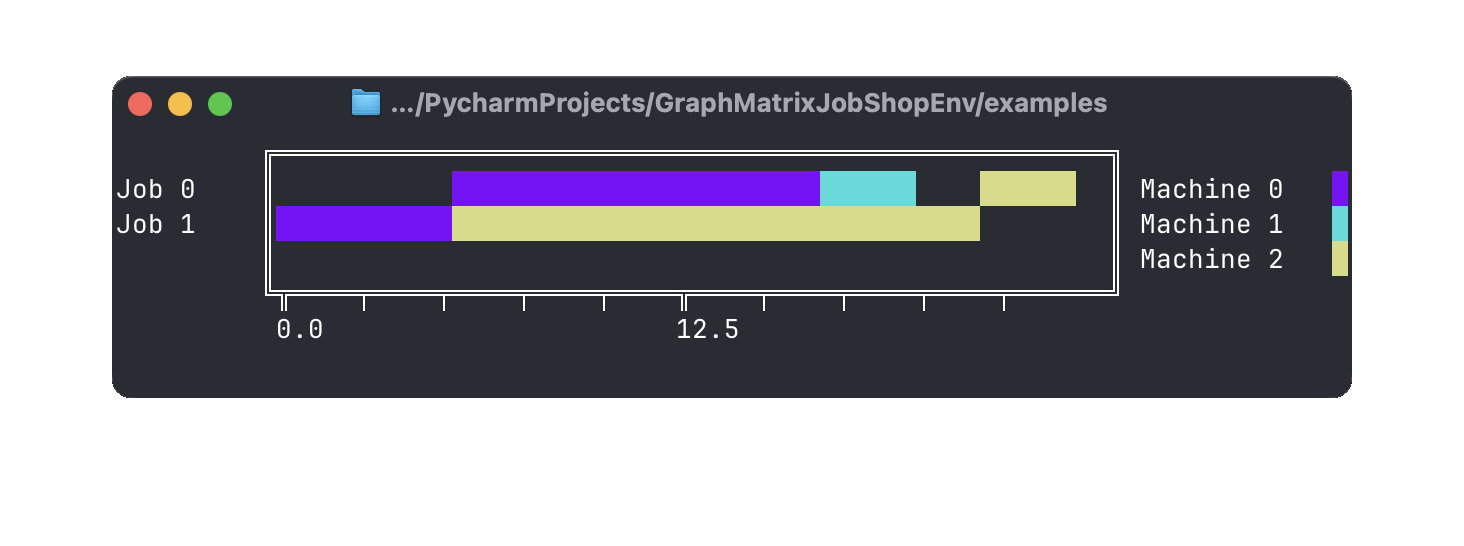 .../PycharmProjects/GraphMatrixJobShopEnv/examples
Job 0
Machine 0
Job 1
Machine 1
Machine 2
0.0
12.5